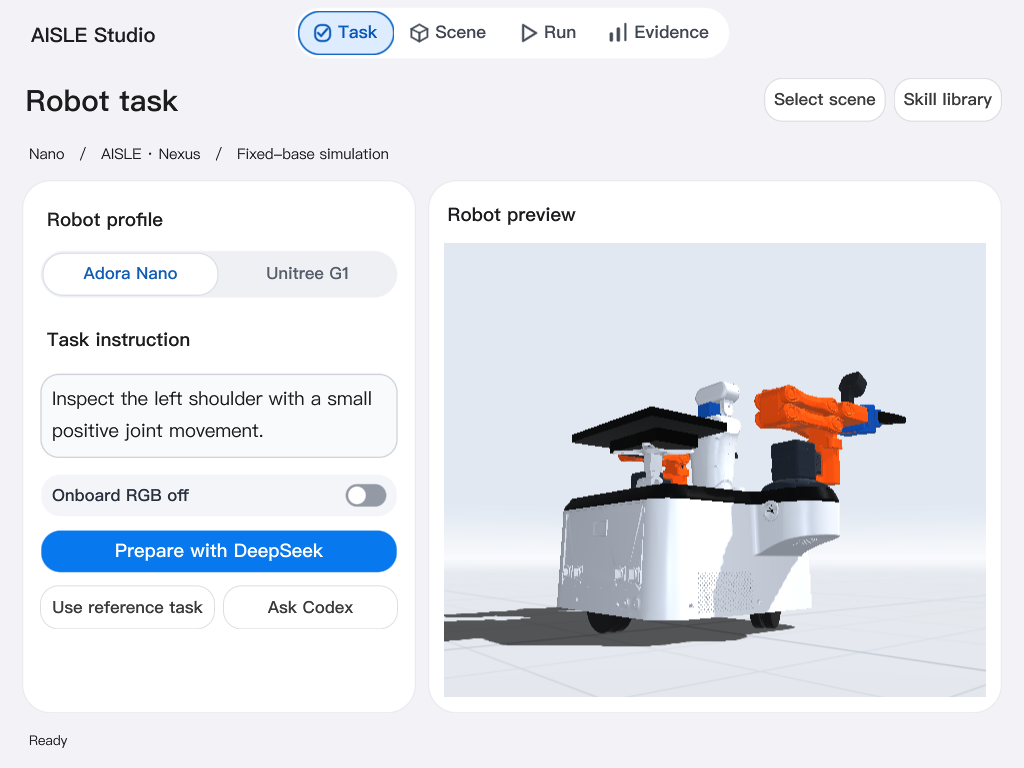 AISLE Studio
Task
Scene
Run
Evidence
Robot task
Select scene
Skill library
Nano / AISLE · Nexus / Fixed-base simulation
Robot profile
Adora Nano
Unitree G1
Task instruction
Inspect the left shoulder with a small
positive joint movement.
Onboard RGB off
Prepare with DeepSeek
Use reference task
Ask Codex
Robot preview
Ready